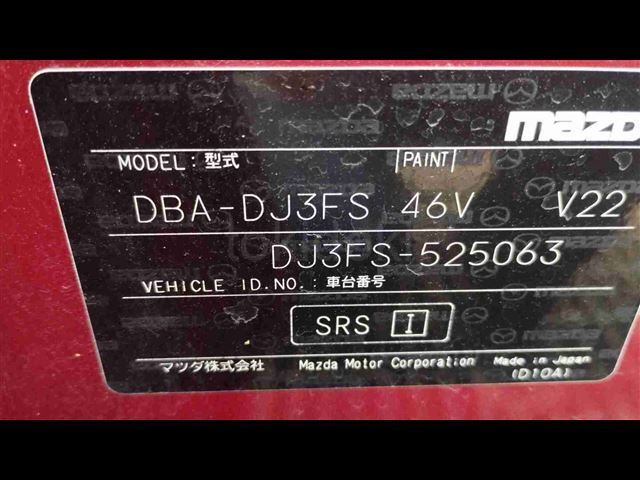 mazda
MODEL: 型式 PAINT
DBA-DJ3FS 46V V22
DJ3FS-525063
VEHICLE ID.NO.: 車台番号
SRS I
マツダ株式会社 Mazda Motor Corporation Made in Japan
(D10A)